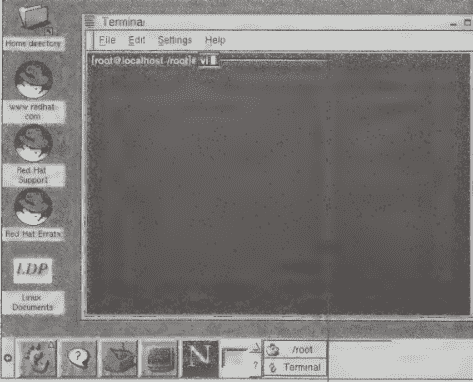 Home directory
www.redhat.
com
Red Hat
Support
Red Hat Errata
LDP
Linux
Documents
Terminal
File Edit Settings Help
[root@localhost /root]# vi
?
N
?
/root
Terminal